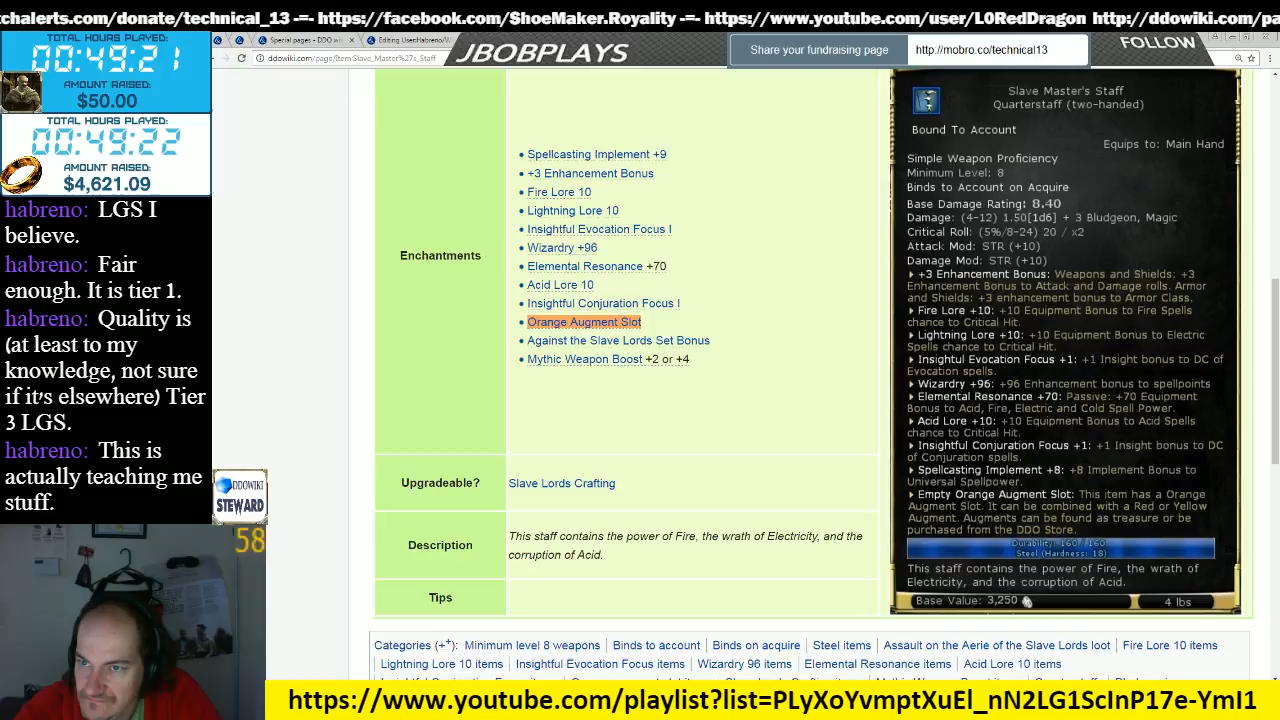 tchalerts.com/donate/technical_13 -=- https://facebook.com/ShoeMaker.Royality -=- https://www.youtube.com/user/L0RedDragon http://ddowiki.com/pa
TOTAL HOURS PLAYED:
00:49:21
AMOUNT RAISED:
$50.00
TOTAL HOURS PLAYED:
00:49:22
AMOUNT RAISED:
$4,621.09
Special pages - DDO wi
Editing User:Habreno/W
ddowiki.com/page/Item:Slave_Master%27s_Staff
JBOBPLAYS
Share your fundraising page
http://mobro.co/technical13
FOLLOW
habreno: LGS I
believe.
habreno: Fair
enough. It is tier 1.
habreno: Quality is
(at least to my
knowledge, not sure
if it's elsewhere) Tier
3 LGS.
habreno: This is
actually teaching me
stuff.
DDOWIKI
STEWARD
58
Enchantments
Spellcasting Implement +9
+3 Enhancement Bonus
Fire Lore 10
Lightning Lore 10
Insightful Evocation Focus I
Wizardry +96
Elemental Resonance +70
Acid Lore 10
Insightful Conjuration Focus I
Orange Augment Slot
Against the Slave Lords Set Bonus
Mythic Weapon Boost +2 or +4
Upgradeable?
Slave Lords Crafting
Description
This staff contains the power of Fire, the wrath of Electricity, and the
corruption of Acid.
Tips
Slave Master's Staff
Quarterstaff (two-handed)
Bound To Account
Equips to: Main Hand
Simple Weapon Proficiency
Minimum Level: 8
Binds to Account on Acquire
Base Damage Rating: 8.40
Damage: (4-12) 1.50[1d6] + 3 Bludgeon, Magic
Critical Roll: (5%/8-24) 20 / x2
Attack Mod: STR (+10)
Damage Mod: STR (+10)
+3 Enhancement Bonus: Weapons and Shields: +3
Enhancement Bonus to Attack and Damage rolls. Armor
and Shields: +3 enhancement bonus to Armor Class.
Fire Lore +10: +10 Equipment Bonus to Fire Spells
chance to Critical Hit.
Lightning Lore +10: +10 Equipment Bonus to Electric
Spells chance to Critical Hit.
Insightful Evocation Focus +1: +1 Insight bonus to DC of
Evocation spells.
Wizardry +96: +96 Enhancement bonus to spellpoints
Elemental Resonance +70: Passive: +70 Equipment
Bonus to Acid, Fire, Electric and Cold Spell Power.
Acid Lore +10: +10 Equipment Bonus to Acid Spells
chance to Critical Hit.
Insightful Conjuration Focus +1: +1 Insight bonus to DC
of Conjuration spells.
Spellcasting Implement +8: +8 Implement Bonus to
Universal Spellpower.
Empty Orange Augment Slot: This item has a Orange
Augment Slot. It can be combined with a Red or Yellow
Augment. Augments can be found as treasure or be
purchased from the DDO Store.
Durability: 160 / 160
Steel (Hardness: 18)
This staff contains the power of Fire, the wrath of
Electricity, and the corruption of Acid.
Base Value: 3,250
4 lbs
Categories (++): Minimum level 8 weapons | Binds to account | Binds on acquire | Steel items | Assault on the Aerie of the Slave Lords loot | Fire Lore 10 items
Lightning Lore 10 items | Insightful Evocation Focus items | Wizardry 96 items | Elemental Resonance items | Acid Lore 10 items
https://www.youtube.com/playlist?list=PLyXoYvmptXuEl_nN2LG1ScInP17e-YmI1